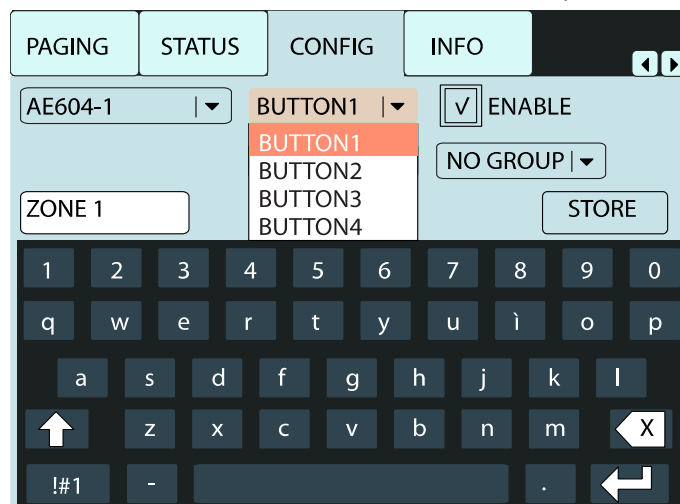 PAGING STATUS CONFIG INFO
AE604-1 BUTTON1 √ ENABLE
BUTTON1
BUTTON2 NO GROUP
BUTTON3
ZONE 1 STORE
BUTTON4
1 2 3 4 5 6 7 8 9 0
q w e r t y u ì o p
a s d f g h j k l
z x c v b n m X
!#1 - .